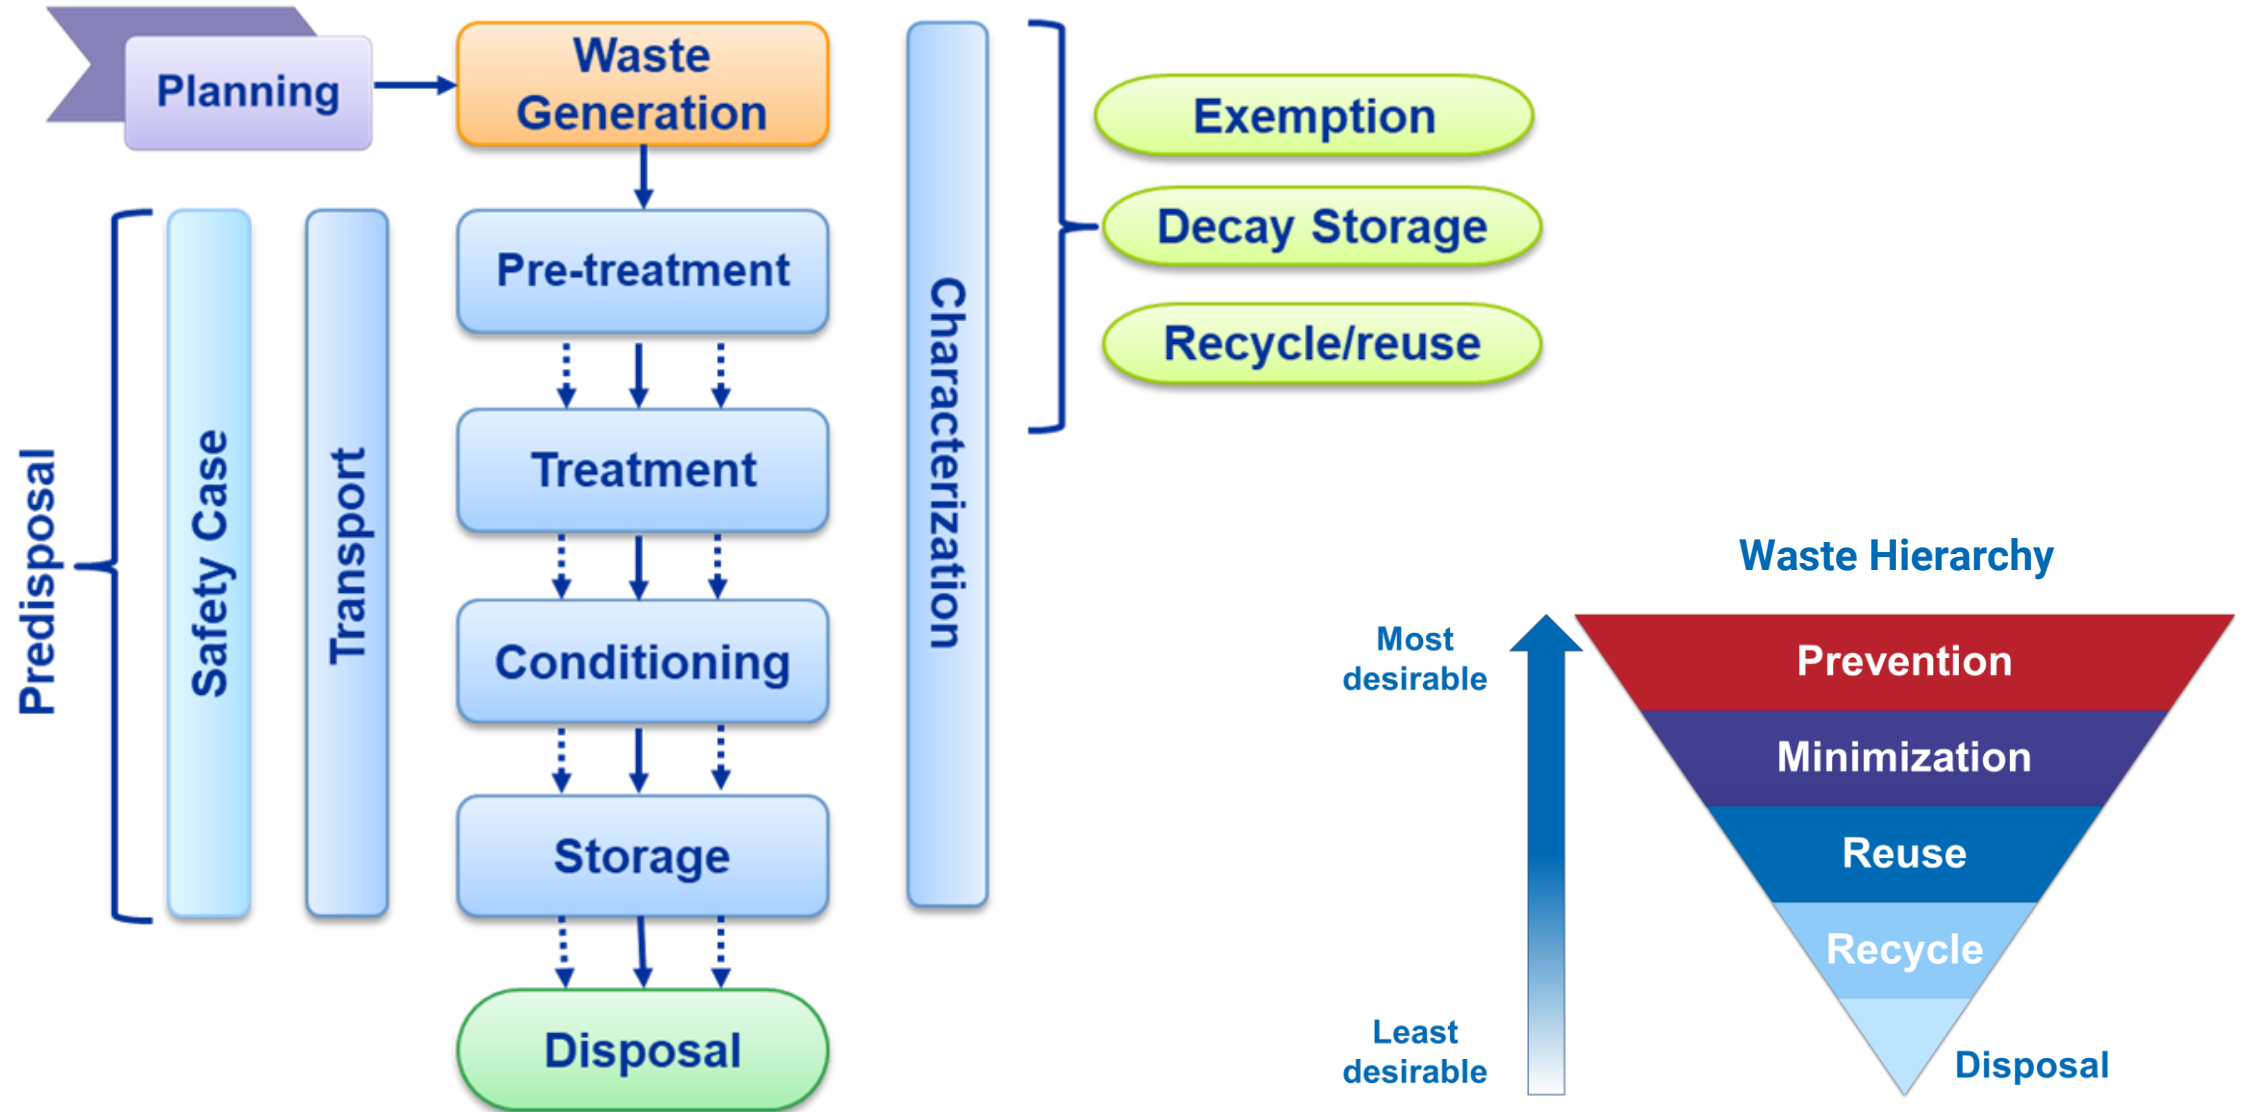 Planning
Waste
Generation
Pre-treatment
Treatment
Conditioning
Storage
Disposal
Predisposal
Safety Case
Transport
Characterization
Exemption
Decay Storage
Recycle/reuse
Waste Hierarchy
Most
desirable
Least
desirable
Prevention
Minimization
Reuse
Recycle
Disposal